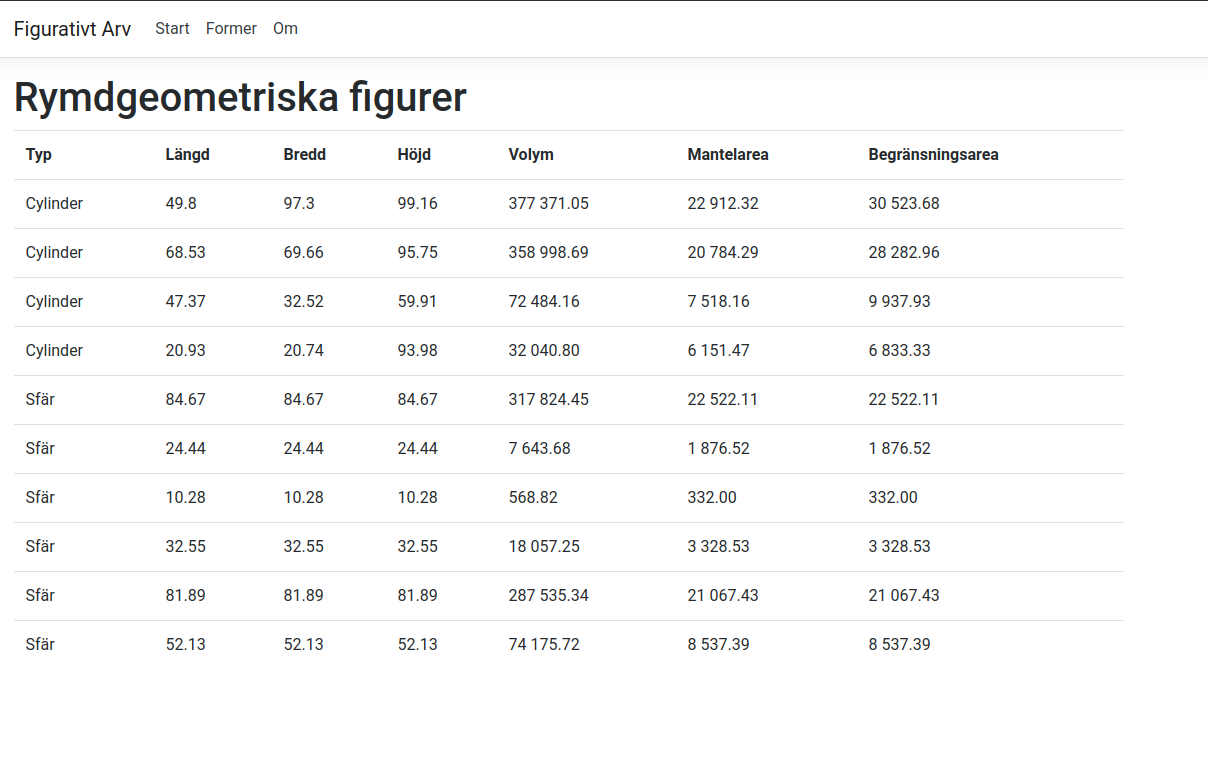 Figurativt Arv Start Former Om
Rymdgeometriska figurer
Typ Längd Bredd Höjd Volym Mantelarea Begränsningsarea
Cylinder 49.8 97.3 99.16 377 371.05 22 912.32 30 523.68
Cylinder 68.53 69.66 95.75 358 998.69 20 784.29 28 282.96
Cylinder 47.37 32.52 59.91 72 484.16 7 518.16 9 937.93
Cylinder 20.93 20.74 93.98 32 040.80 6 151.47 6 833.33
Sfär 84.67 84.67 84.67 317 824.45 22 522.11 22 522.11
Sfär 24.44 24.44 24.44 7 643.68 1 876.52 1 876.52
Sfär 10.28 10.28 10.28 568.82 332.00 332.00
Sfär 32.55 32.55 32.55 18 057.25 3 328.53 3 328.53
Sfär 81.89 81.89 81.89 287 535.34 21 067.43 21 067.43
Sfär 52.13 52.13 52.13 74 175.72 8 537.39 8 537.39